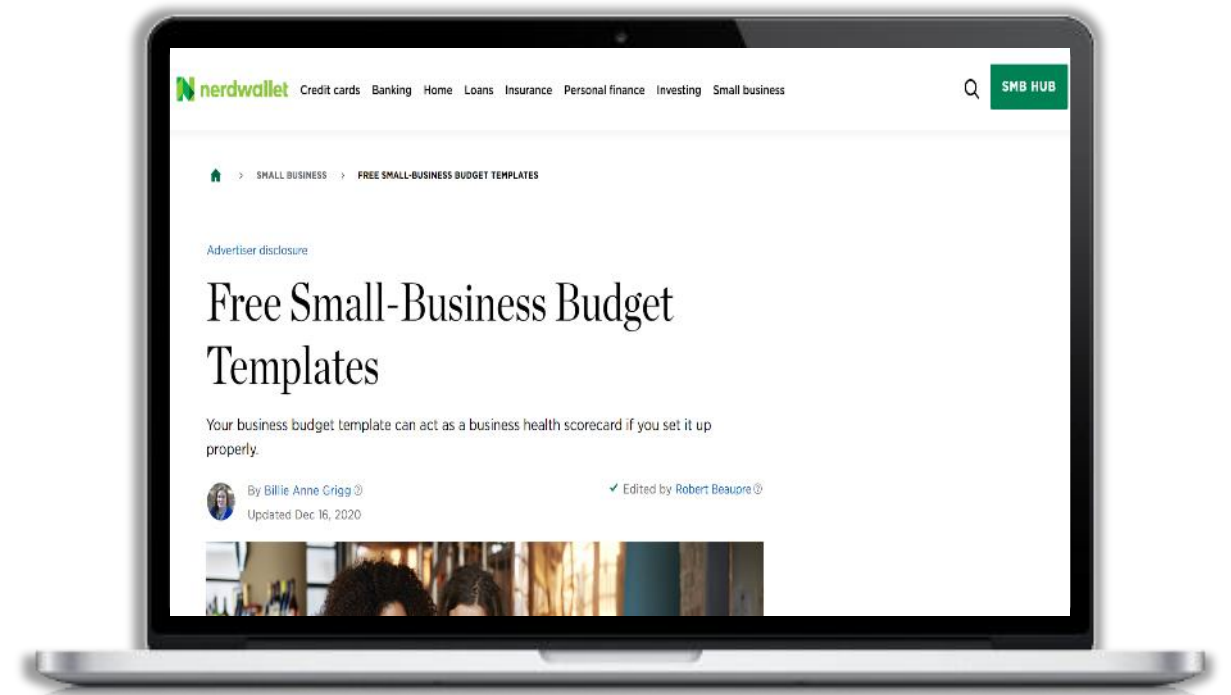 nerdwallet Credit cards Banking Home Loans Insurance Personal finance Investing Small business SMB HUB
> SMALL BUSINESS > FREE SMALL-BUSINESS BUDGET TEMPLATES
Advertiser disclosure
Free Small-Business Budget
Templates
Your business budget template can act as a business health scorecard if you set it up
properly.
By Billie Anne Grigg ✓ Edited by Robert Beaupre
Updated Dec 16, 2020